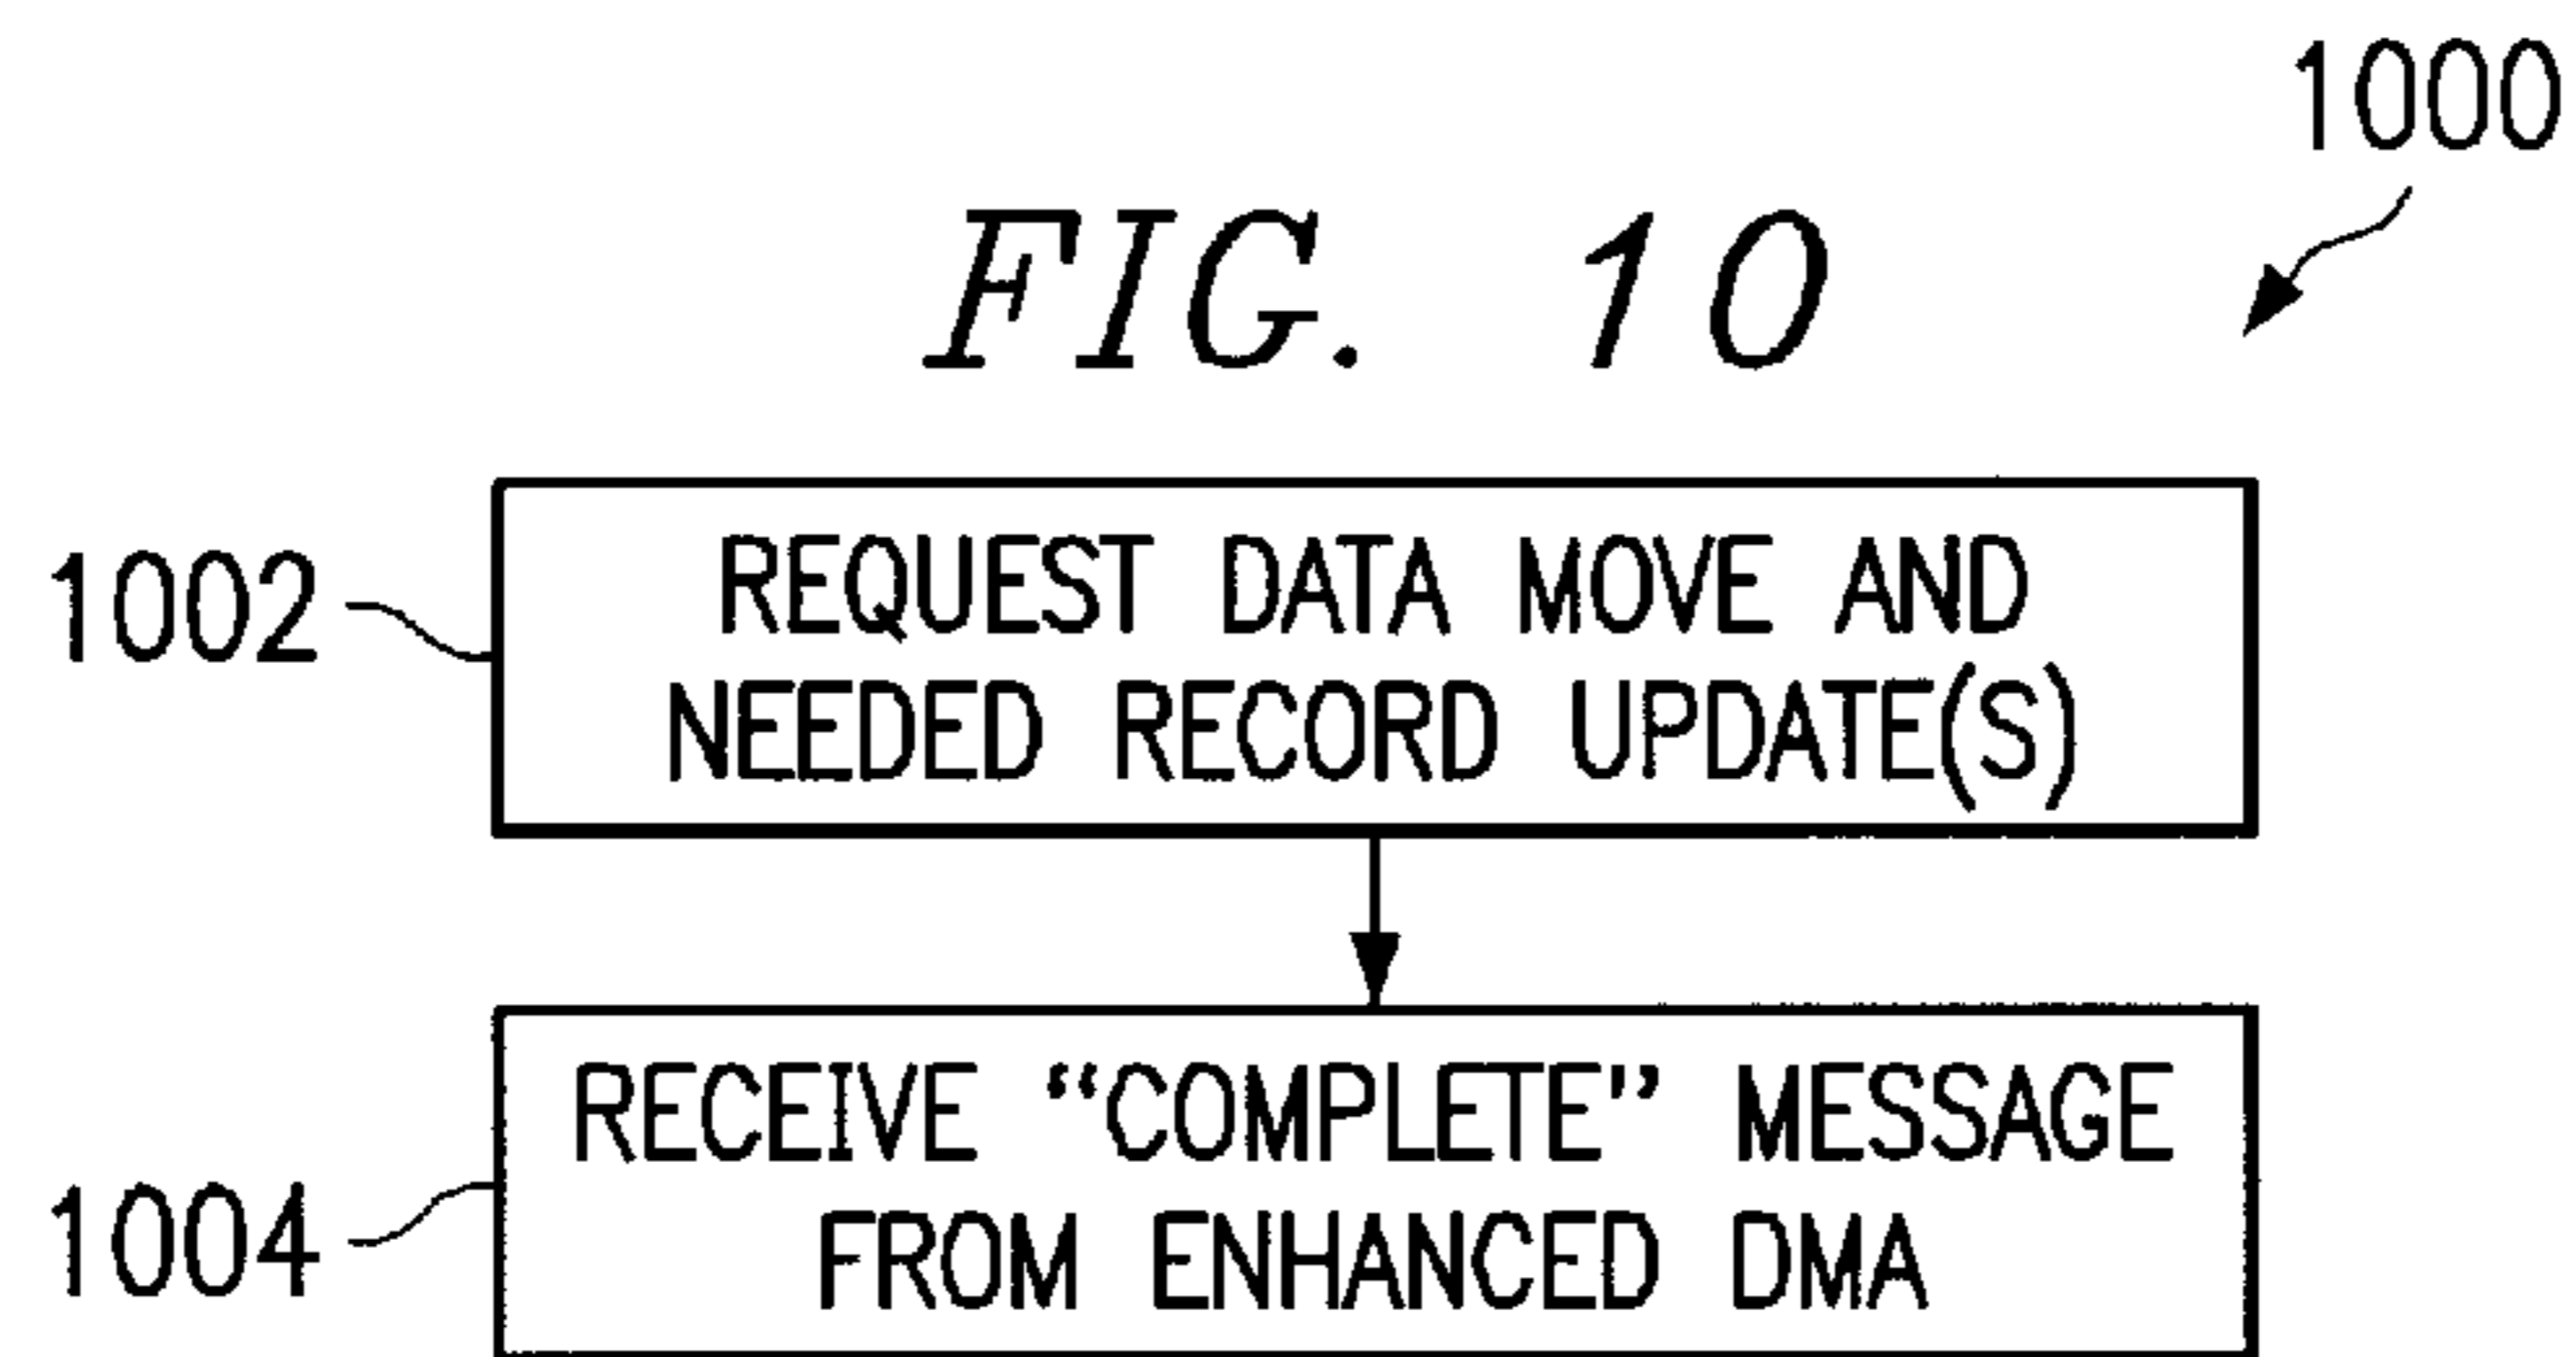 1000
FIG. 10
1002
REQUEST DATA MOVE AND
NEEDED RECORD UPDATE(S)
1004
RECEIVE “COMPLETE” MESSAGE
FROM ENHANCED DMA